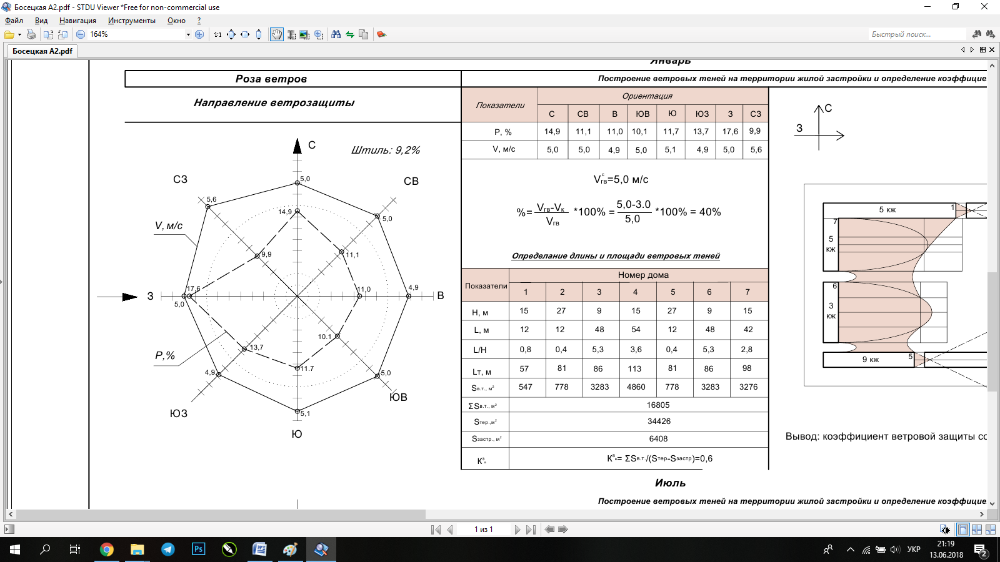 Босецкая А2.pdf - STDU Viewer *Free for non-commercial use
Файл Вид Навигация Инструменты Окно ?
164% 1:1 Быстрый поиск...
Босецкая А2.pdf
Январь
Роза ветров
Построение ветровых теней на территории жилой застройки и определение коэффицие
Направление ветрозащиты
Штиль: 9,2%
С
СВ
В
ЮВ
Ю
ЮЗ
З
СЗ
V, м/с
P,%
5,0
5,0
4,9
5,0
5,1
4,9
5,0
5,6
14,9
11,1
11,0
10.1
11.7
13,7
17,6
9,9
Показатели Ориентация
С СВ В ЮВ Ю ЮЗ З СЗ
P, % 14,9 11,1 11,0 10,1 11,7 13,7 17,6 9,9
V, м/с 5,0 5,0 4,9 5,0 5,1 4,9 5,0 5,6
Vгвс=5,0 м/с
%= Vгв-Vк / Vгв *100% = 5,0-3.0 / 5,0 *100% = 40%
Определание длины и площади ветровых теней
Показатели Номер дома
1 2 3 4 5 6 7
H, м 15 27 9 15 27 9 15
L, м 12 12 48 54 12 48 42
L/H 0,8 0,4 5,3 3,6 0,4 5,3 2,8
Lт, м 57 81 86 113 81 86 98
Sв.т., м² 547 778 3283 4860 778 3283 3276
ΣSв.т., м² 16805
Sтер.,м² 34426
Sзастр., м² 6408
Kзв Kзв= ΣSв.т./(Sтер-Sзастр)=0,6
С
З
5 кж 1
7
5
кж
6
3
кж
9 кж 5
Вывод: коэффициент ветровой защиты со
Июль
Построение ветровых теней на территории жилой застройки и определение коэффицие
1 из 1
Ps
УКР
21:19
13.06.2018
2